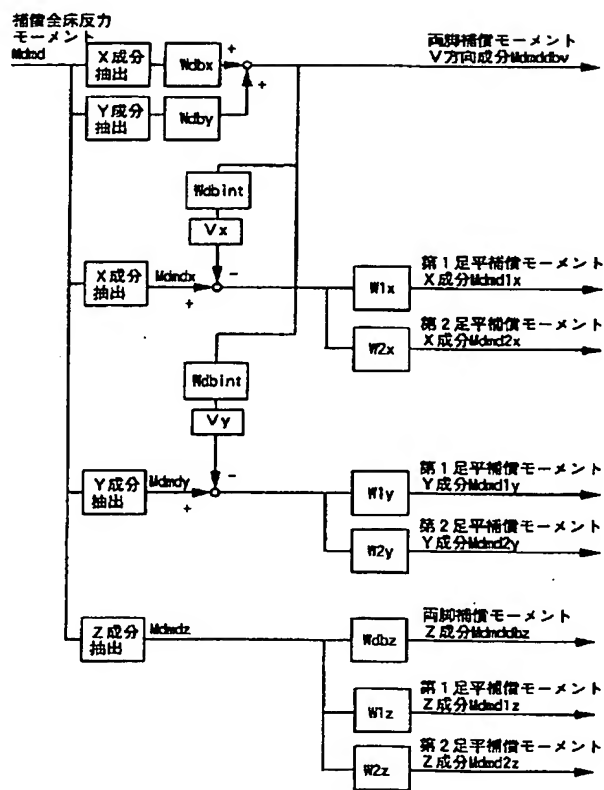 補償全床反力
モーメント
Mdmd
X成分
抽出
Wdbx
+
+
両脚補償モーメント
V方向成分Mdmddbv
Y成分
抽出
Wdby
Wdbint
Vx
X成分
抽出
Mdmdx
+
-
W1x
第1足平補償モーメント
X成分Mdmd1x
W2x
第2足平補償モーメント
X成分Mdmd2x
Wdbint
Vy
Y成分
抽出
Mdmdy
+
-
W1y
第1足平補償モーメント
Y成分Mdmd1y
W2y
第2足平補償モーメント
Y成分Mdmd2y
Z成分
抽出
Mdmdz
Wdbz
両脚補償モーメント
Z成分Mdmddbz
W1z
第1足平補償モーメント
Z成分Mdmd1z
W2z
第2足平補償モーメント
Z成分Mdmd2z